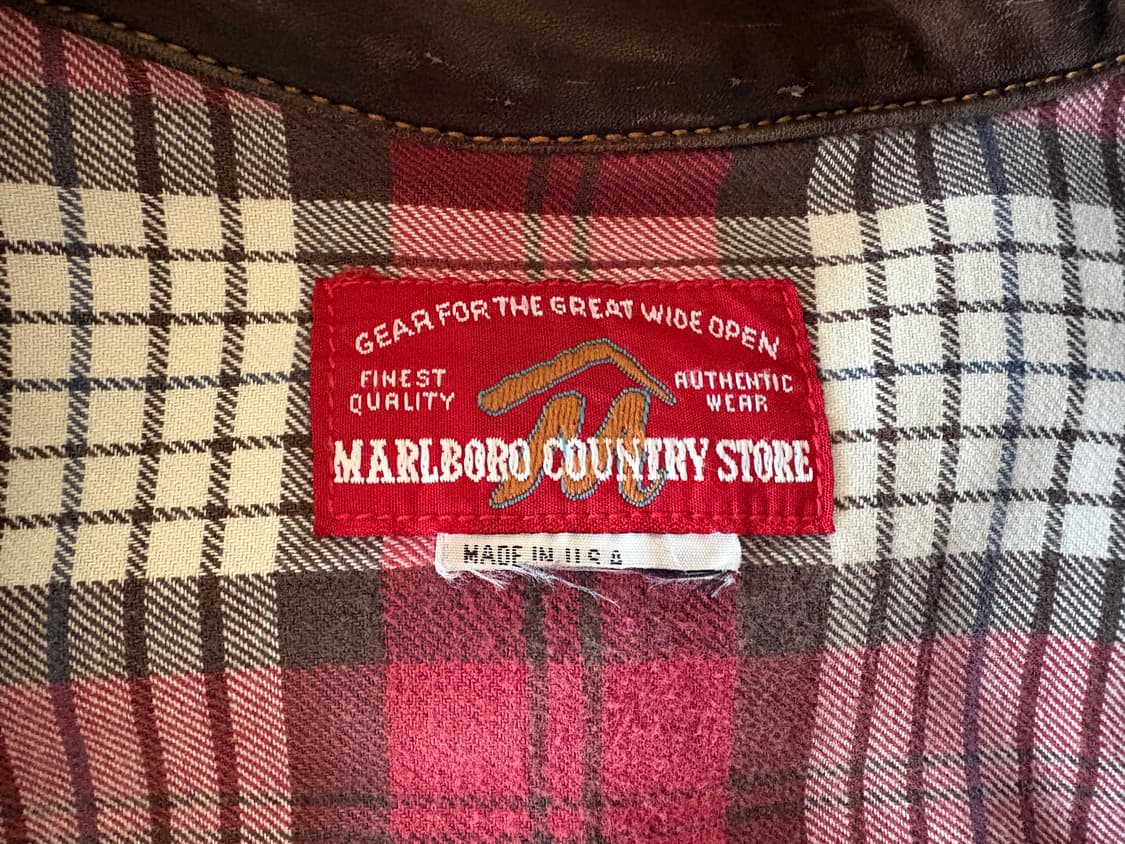 GEAR FOR THE GREAT WIDE OPEN
FINEST
QUALITY
AUTHENTIC
WEAR
M
MARLBORO COUNTRY STORE
MADE IN U.S.A